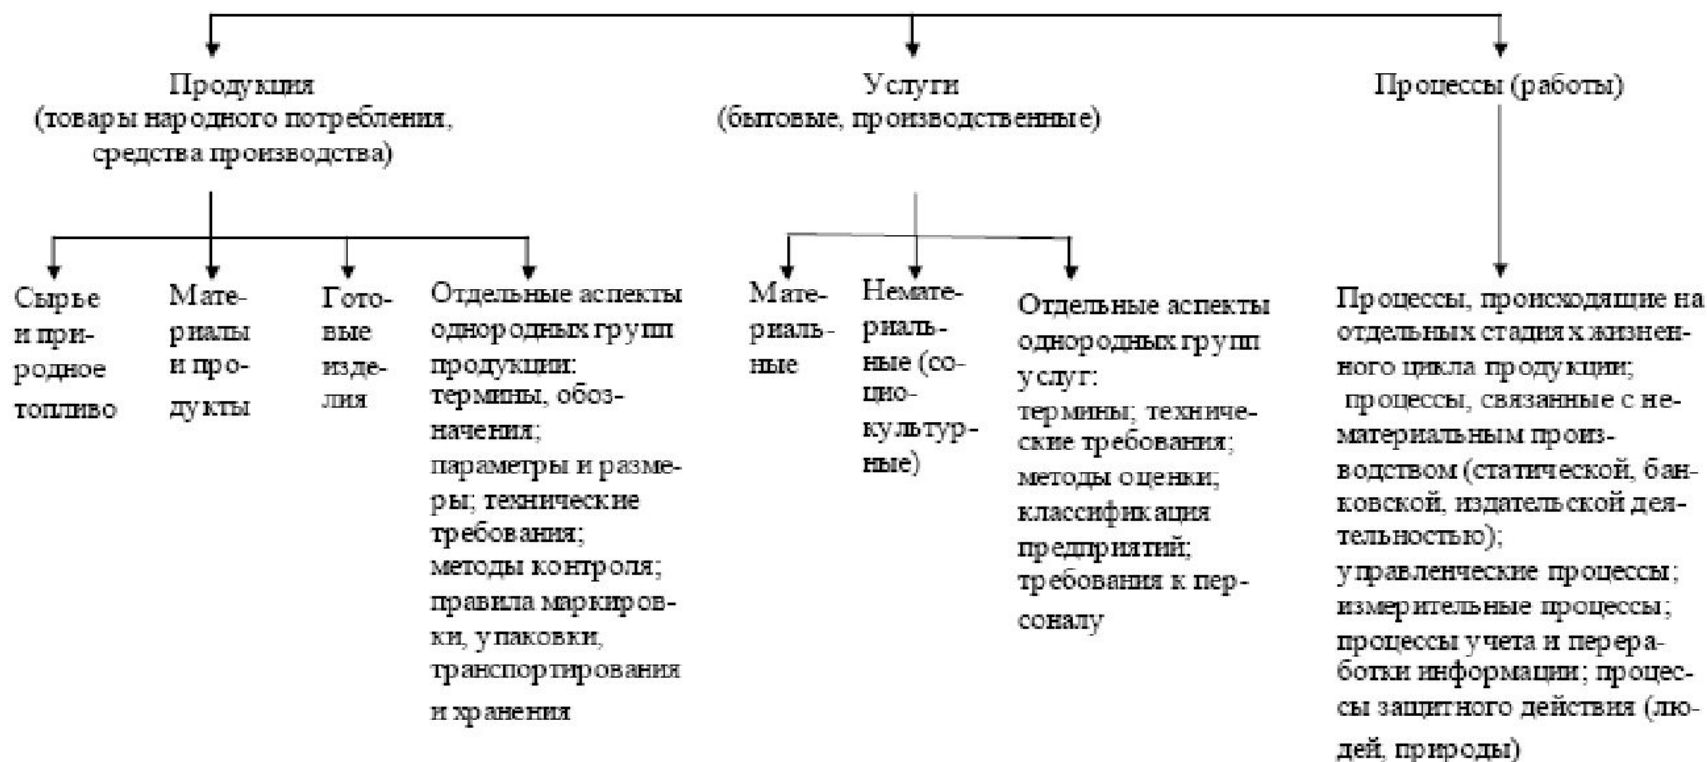 Продукция
(товары народного потребления,
средства производства)
Услуги
(бытовые, производственные)
Процессы (работы)
Сырье
и при-
родное
топливо
Мате-
риалы
и про-
дукты
Гото-
вые
изде-
лия
Отдельные аспекты
однородных групп
продукции:
термины, обоз-
начения;
параметры и разме-
ры; технические
требования;
методы контроля;
правила маркиров-
ки, упаковки,
транспортирования
и хранения
Мате-
риаль-
ные
Немате-
риаль-
ные (со-
цио-
культур-
ные)
Отдельные аспекты
однородных групп
услуг:
термины; техниче-
ские требования;
методы оценки;
классификация
предприятий;
требования к пер-
соналу
Процессы, происходящие на
отдельных стадиях жизнен-
ного цикла продукции;
процессы, связанные с не-
материальным произ-
водством (статической, бан-
ковской, издательской дея-
тельностью);
управленческие процессы;
измерительные процессы;
процессы учета и перера-
ботки информации; процес-
сы защитного действия (лю-
дей, природы)